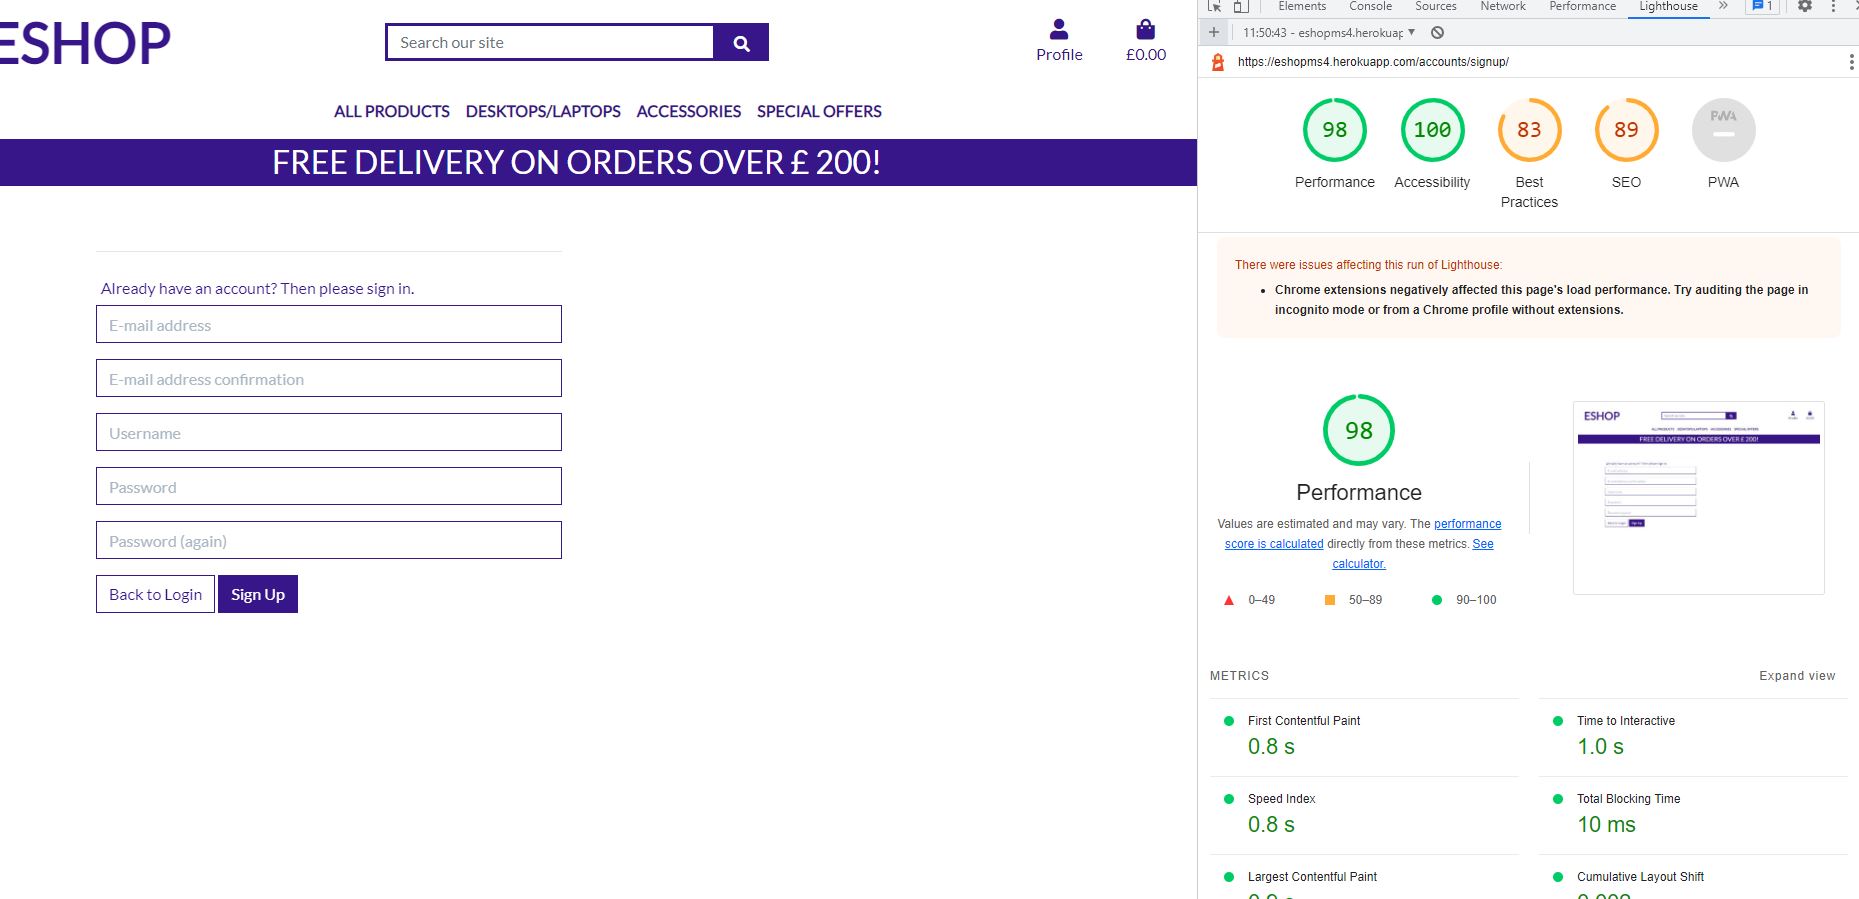 ESHOP
Search our site
Profile
£0.00
ALL PRODUCTS DESKTOPS/LAPTOPS ACCESSORIES SPECIAL OFFERS
FREE DELIVERY ON ORDERS OVER £ 200!
Already have an account? Then please sign in.
E-mail address
E-mail address confirmation
Username
Password
Password (again)
Back to Login
Sign Up
Elements Console Sources Network Performance Lighthouse » 1
11:50:43 - eshopms4.herokuap
https://eshopms4.herokuapp.com/accounts/signup/
98 100 83 89 PWA
Performance Accessibility Best Practices SEO PWA
There were issues affecting this run of Lighthouse:
Chrome extensions negatively affected this page's load performance. Try auditing the page in
incognito mode or from a Chrome profile without extensions.
98
Performance
Values are estimated and may vary. The performance
score is calculated directly from these metrics. See
calculator.
0–49 50–89 90–100
ESHOP
FREE DELIVERY ON ORDERS OVER £ 200!
METRICS
Expand view
First Contentful Paint
0.8 s
Time to Interactive
1.0 s
Speed Index
0.8 s
Total Blocking Time
10 ms
Largest Contentful Paint
Cumulative Layout Shift